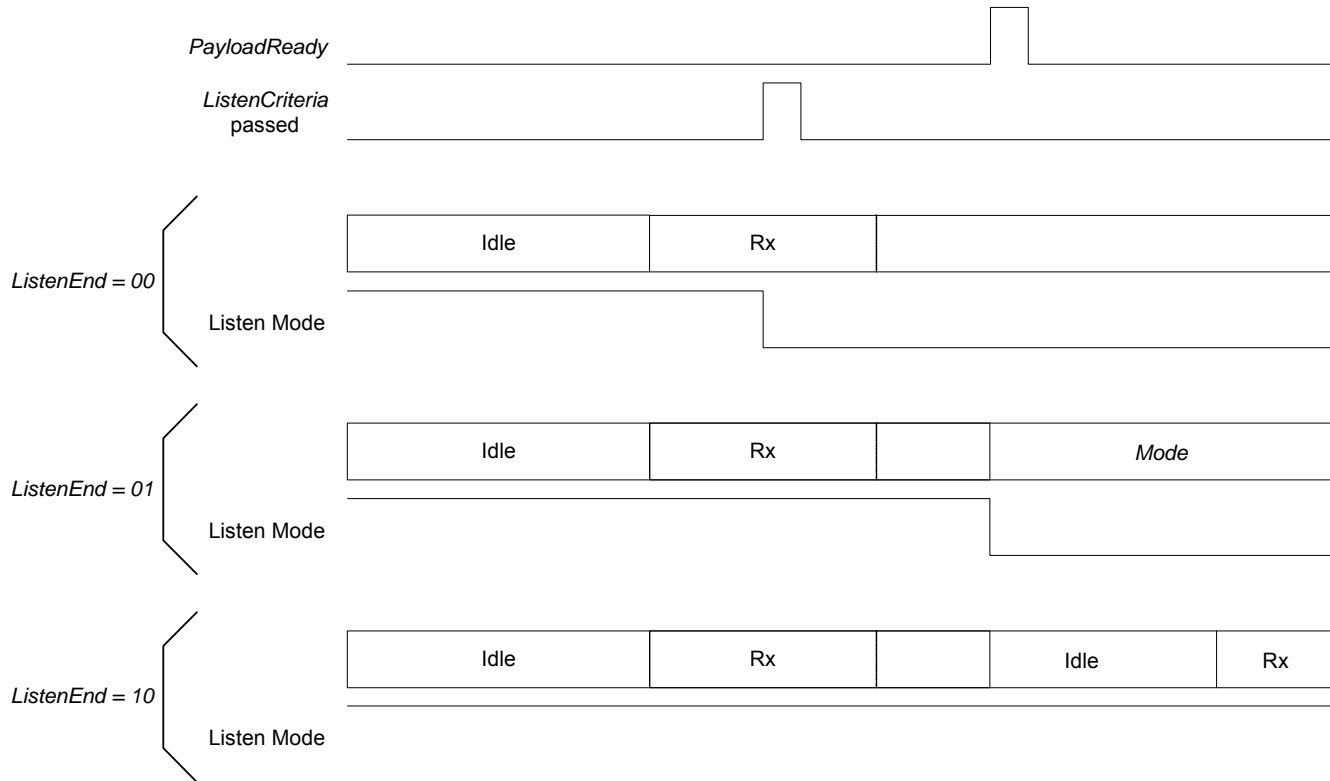 PayloadReady
ListenCriteria
passed
ListenEnd = 00
Idle
Rx
Listen Mode
ListenEnd = 01
Idle
Rx
Mode
Listen Mode
ListenEnd = 10
Idle
Rx
Idle
Rx
Listen Mode